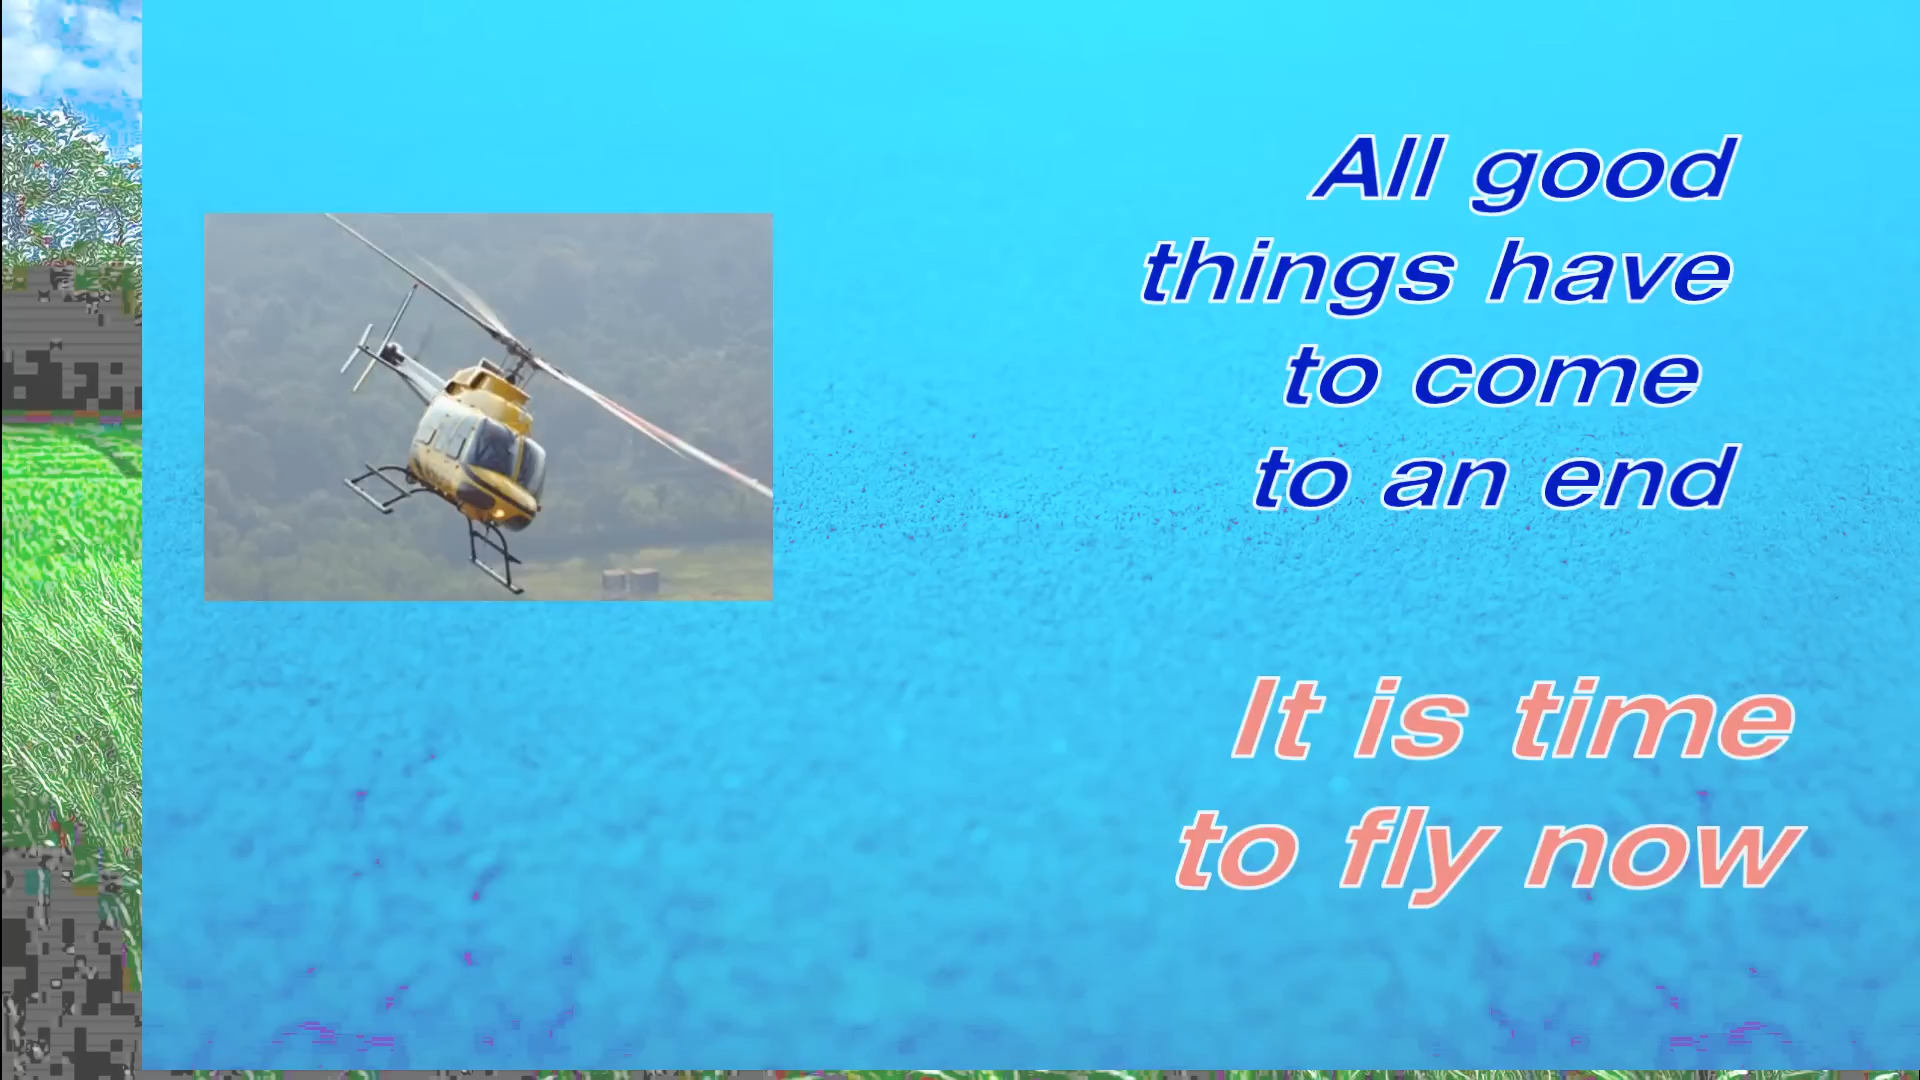 All good
things have
to come
to an end
It is time
to fly now